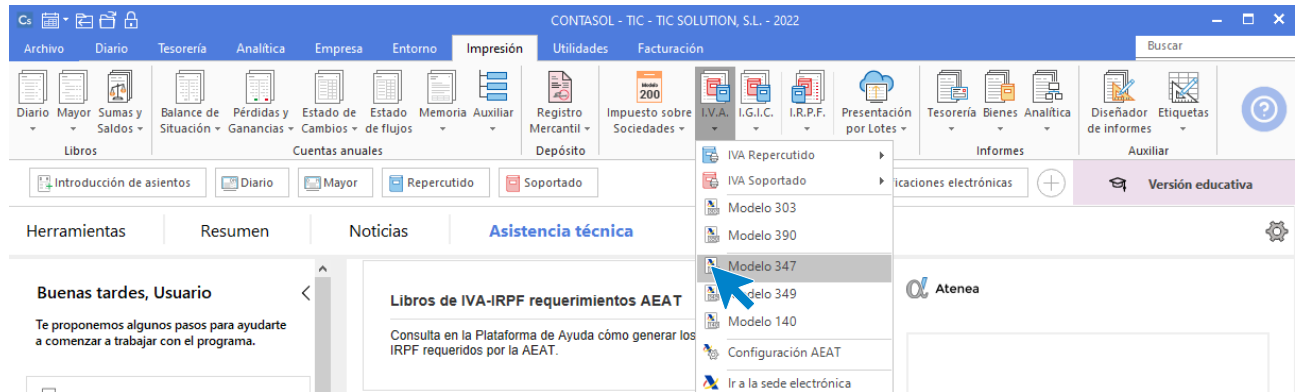 Cs
CONTASOL - TIC - TIC SOLUTION, S.L. - 2022
Archivo Diario Tesorería Analítica Empresa Entorno Impresión Utilidades Facturación Buscar
Diario Mayor Sumas y Saldos Balance de Situación Pérdidas y Ganancias Estado de Cambios Estado de flujos Memoria Auxiliar Registro Mercantil Modelo 200 Impuesto sobre Sociedades I.V.A. I.G.I.C. I.R.P.F. Presentación por Lotes Tesorería Bienes Analítica Diseñador de informes Etiquetas
Libros Cuentas anuales Depósito Informes Auxiliar
Introducción de asientos Diario Mayor Repercutido Soportado icaciones electrónicas Versión educativa
IVA Repercutido
IVA Soportado
Modelo 303
Modelo 390
Modelo 347
delo 349
Modelo 140
Configuración AEAT
Ir a la sede electrónica
Herramientas Resumen Noticias Asistencia técnica
Buenas tardes, Usuario
Te proponemos algunos pasos para ayudarte
a comenzar a trabajar con el programa.
Libros de IVA-IRPF requerimientos AEAT
Consulta en la Plataforma de Ayuda cómo generar los
IRPF requeridos por la AEAT.
Atenea